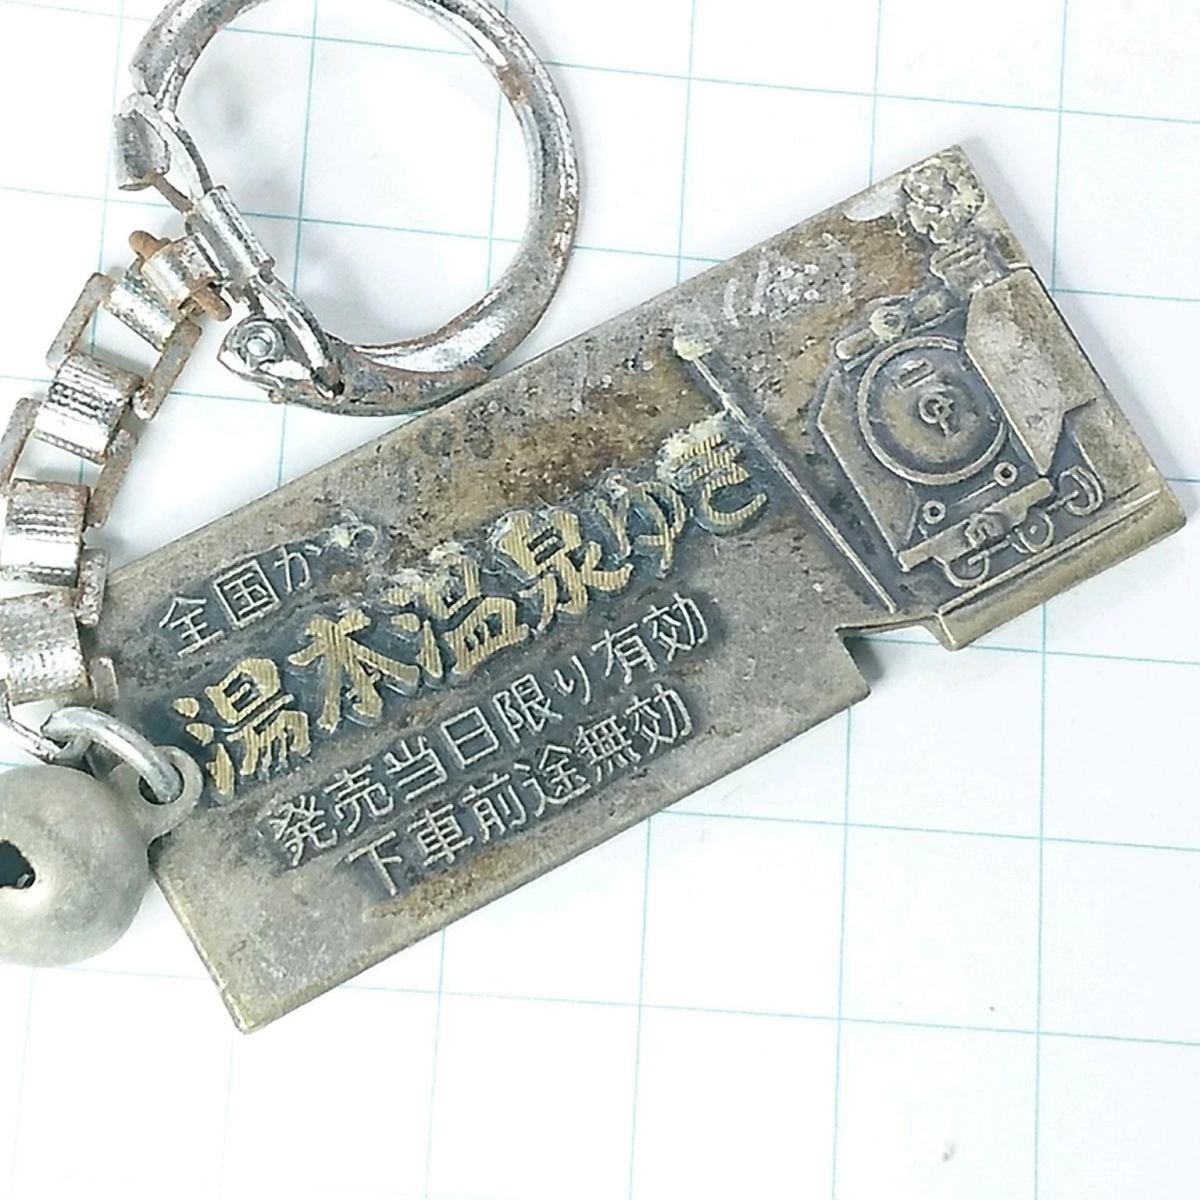 全国から
湯本温泉ゆき
発売当日限り有効
下車前途無効